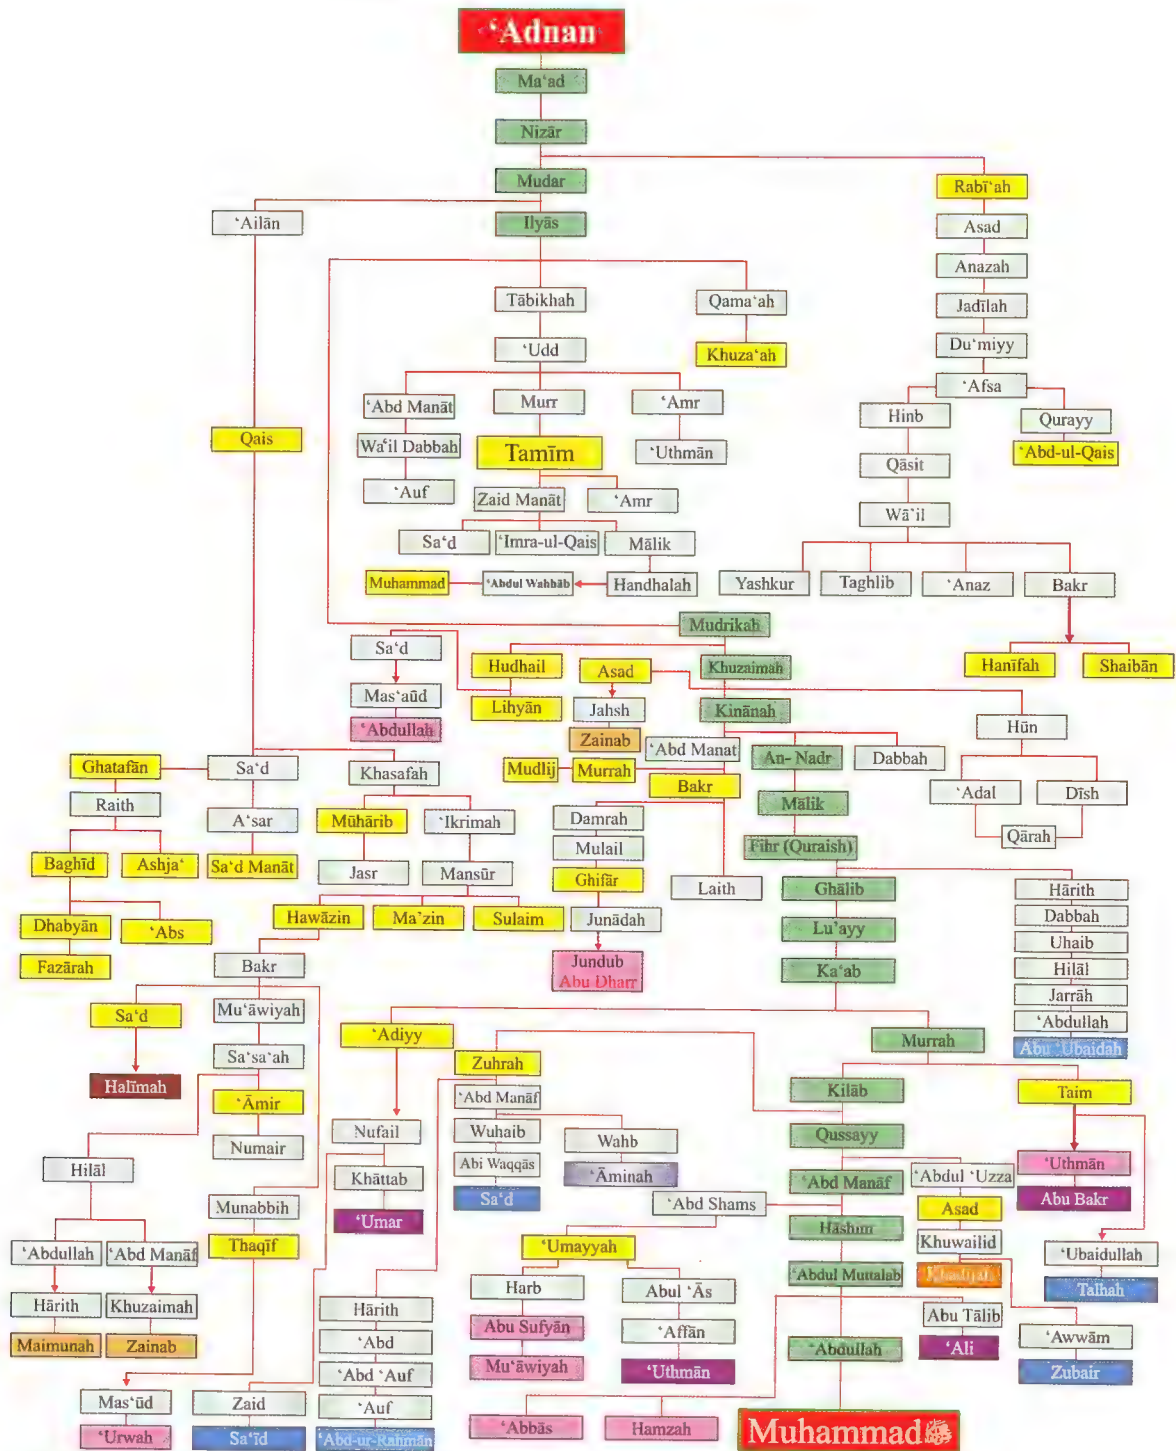 ‘Adnan
Ma‘ad
Nizār
Mudar
Rabī‘ah
‘Ailān
Ilyās
Asad
Anazah
Tābikhah
Qama‘ah
Jadīlah
‘Udd
Khuza‘ah
Du‘miyy
‘Afsa
‘Abd Manāt
Murr
‘Amr
Hinb
Qurayy
Qais
Wa‘il Dabbah
Tamīm
‘Uthmān
‘Abd-ul-Qais
Qāsit
‘Auf
Zaid Manāt
‘Amr
Wā’il
Sa‘d
‘Imra-ul-Qais
Mālik
Muhammad
‘Abdul Wahhāb
Handhalah
Yashkur
Taghlib
‘Anaz
Bakr
Mudrikah
Sa‘d
Hudhail
Asad
Khuzaimah
Hanīfah
Shaibān
Mas‘aūd
Lihyān
Jahsh
Kinānah
‘Abdullah
Zainab
Hūn
‘Abd Manat
An- Nadr
Dabbah
Ghatafān
Sa‘d
Khasafah
Mudlij
Murrah
Bakr
Raith
A‘sar
Mūhārib
‘Ikrimah
Damrah
Mālik
‘Adal
Dīsh
Mulail
Fihr (Quraish)
Qārah
Baghīd
Ashja‘
Sa‘d Manāt
Jasr
Mansūr
Ghifār
Laith
Ghālib
Hārith
Hawāzin
Ma’zin
Sulaim
Junādah
Dabbah
Dhabyān
‘Abs
Lu’ayy
Uhaib
Fazārah
Bakr
Jundub
Abu Dharr
Ka‘ab
Hilāl
Jarrāh
Sa‘d
Mu‘āwiyah
‘Abdullah
‘Adiyy
Murrah
Abu ‘Ubaidah
Sa‘sa‘ah
Zuhrah
Halīmah
Kilāb
Taim
‘Āmir
‘Abd Manāf
Nufail
Wuhaib
Wahb
Qussayy
Numair
Hilāl
Abi Waqqās
‘Āminah
‘Uthmān
Khāttab
‘Abd Manāf
‘Abdul ‘Uzza
Sa‘d
Abu Bakr
Munabbih
‘Umar
‘Abd Shams
Asad
Hāshim
‘Abdullah
‘Abd Manāf
Thaqīf
‘Umayyah
Khuwailid
‘Ubaidullah
‘Abdul Muttalab
Khadijah
Talhah
Hārith
Khuzaimah
Hārith
Harb
Abul ‘Ās
Abu Tālib
Maimunah
Zainab
‘Abd
Abu Sufyān
‘Affān
‘Abdullah
‘Ali
‘Awwām
‘Abd ‘Auf
Mu‘āwiyah
‘Uthmān
Zubair
Mas‘ūd
Zaid
‘Auf
‘Urwah
Sa‘īd
‘Abd-ur-Rahmān
‘Abbās
Hamzah
Muhammad ﷺ